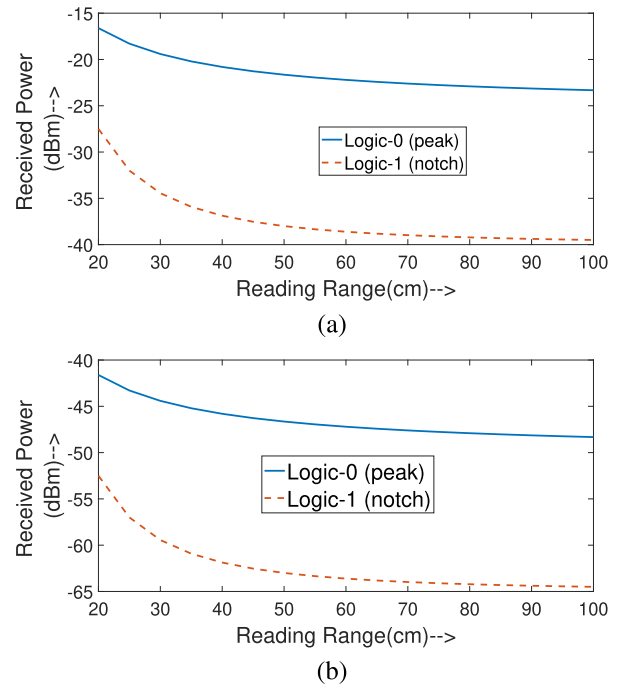 -15
-20
-25
-30
-35
-40
Received Power
(dBm)-->
Logic-0 (peak)
Logic-1 (notch)
20 30 40 50 60 70 80 90 100
Reading Range(cm)-->
(a)
-40
-45
-50
-55
-60
-65
Received Power
(dBm)-->
Logic-0 (peak)
Logic-1 (notch)
20 30 40 50 60 70 80 90 100
Reading Range(cm)-->
(b)